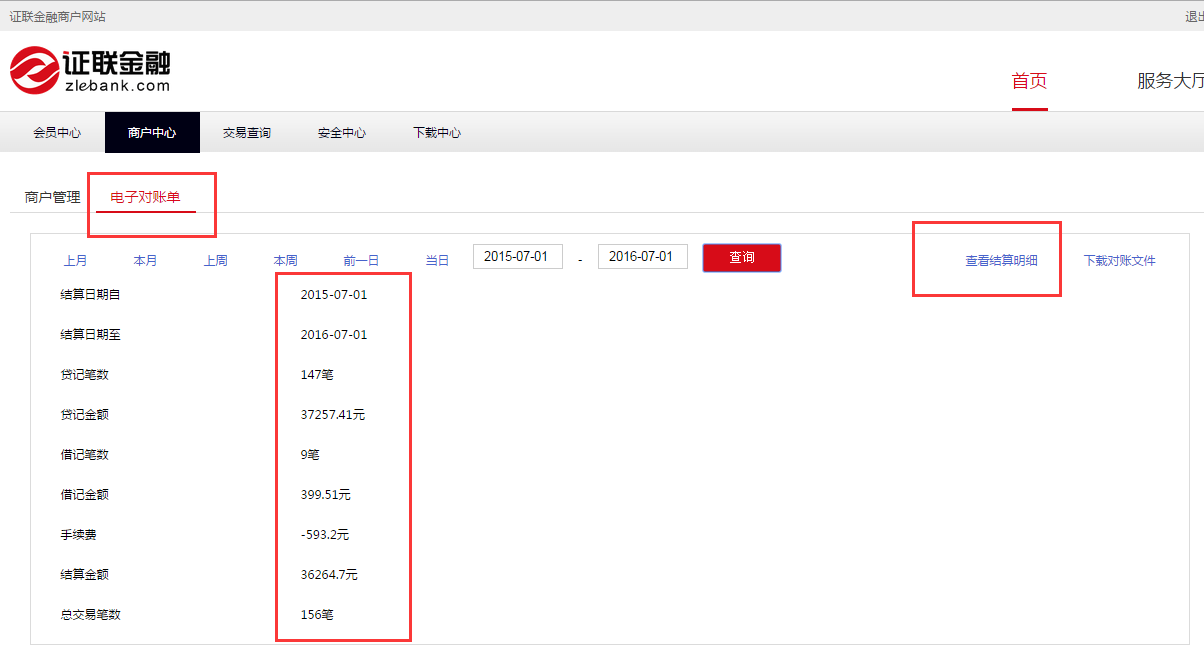 证联金融商户网站 退出
证联金融
zlebank.com
首页 服务大厅
会员中心 商户中心 交易查询 安全中心 下载中心
商户管理 电子对账单
上月 本月 上周 本周 前一日 当日 2015-07-01 - 2016-07-01 查询 查看结算明细 下载对账文件
结算日期自 2015-07-01
结算日期至 2016-07-01
贷记笔数 147笔
贷记金额 37257.41元
借记笔数 9笔
借记金额 399.51元
手续费 -593.2元
结算金额 36264.7元
总交易笔数 156笔